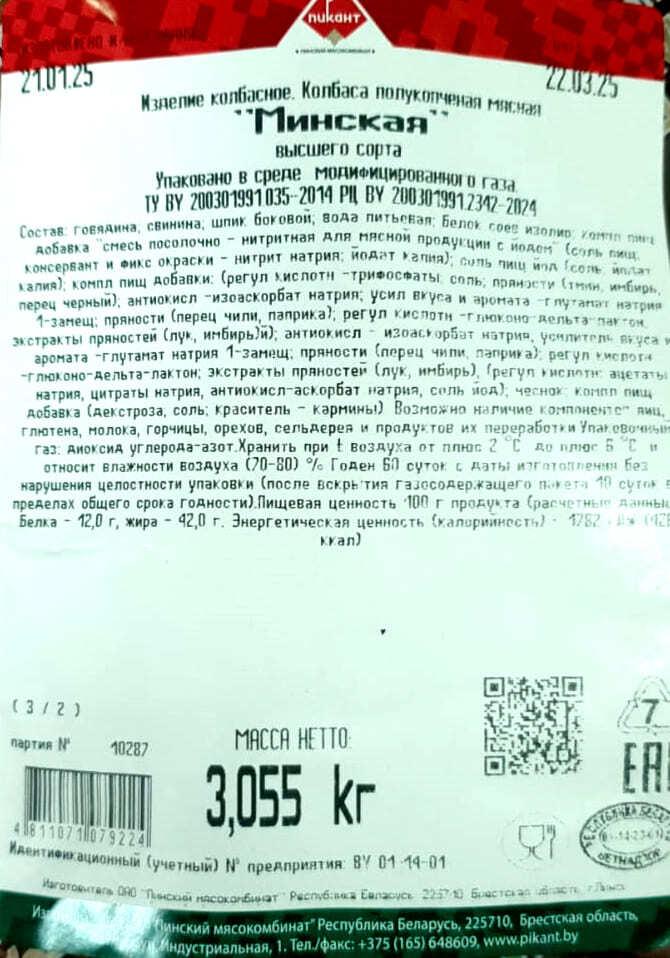 пикант
ПИНСКИЙ МЯСОКОМБИНАТ
21.01.25
22.03.25
Изделие колбасное. Колбаса полукопченая мясная
"Минская"
высшего сорта
Упаковано в среде модифицированного газа.
ТУ BY 200301991.035-2014 РЦ BY 200301991.2342-2024
Состав: говядина, свинина; шпик боковой; вода питьевая; Белок соев изолир; компл пищ
добавка "смесь посолочно - нитритная для мясной продукции с йодом" (соль пищ,
консервант и фикс окраски - нитрит натрия; йодат калия); соль пищ йод (соль, йодат
калия); компл пищ добавки: (регул кислотн -трифосфаты; соль; пряности (тмин, имбирь,
перец черный); антиокисл -изоаскорбат натрия; усил вкуса и аромата -глутамат натрия
1-замещ; пряности (перец чили, паприка); регул кислотн -глюконо-дельта-лактон,
экстракты пряностей (лук, имбирь)й); антиокисл - изоаскорбат натрия, усилитель вкуса и
аромата -глутамат натрия 1-замещ; пряности (перец чили, паприка); регул кислотн
-глюконо-дельта-лактон; экстракты пряностей (лук, имбирь), (регул кислотн: ацетаты
натрия, цитраты натрия, антиокисл-аскорбат натрия, соль йод); чеснок; компл пищ
добавка (декстроза, соль; краситель - кармины) Возможно наличие компонентов яиц,
глютена, молока, горчицы, орехов, сельдерея и продуктов их переработки Упаковочный
газ: диоксид углерода-азот.Хранить при t воздуха от плюс 2 °С до плюс 6 °С и
относит влажности воздуха (70-80) % Годен 60 суток с даты изготовления без
нарушения целостности упаковки (после вскрытия газосодержащего пакета 10 суток в
пределах общего срока годности).Пищевая ценность 100 г продукта (расчетные данные
Белка - 12,0 г, жира - 42,0 г. Энергетическая ценность (калорийность) - 1782 кДж (426
ккал)
(3/2)
партия № 10287
МАССА НЕТТО:
3,055 кг
7
EAC
4811071079224
Идентификационный (учетный) № предприятия: BY 01-14-01
Изготовитель ОАО "Пинский мясокомбинат" Республика Беларусь, 225710, Брестская область, г.Пинск
"Пинский мясокомбинат" Республика Беларусь, 225710, Брестская область,
ул.Индустриальная, 1. Тел./факс: +375 (165) 648609, www.pikant.by